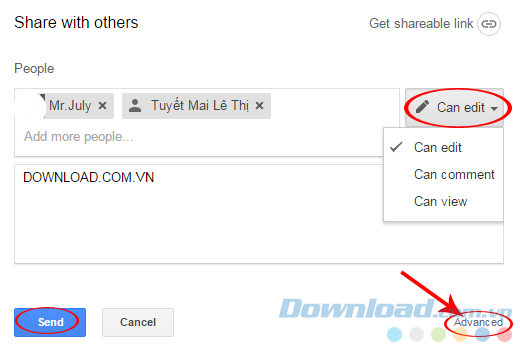 Share with others
Get shareable link
People
Mr.July × Tuyết Mai Lê Thị ×
Can edit
Add more people...
Can edit
Can comment
Can view
DOWNLOAD.COM.VN
Download.com.vn
Send
Cancel
Advanced